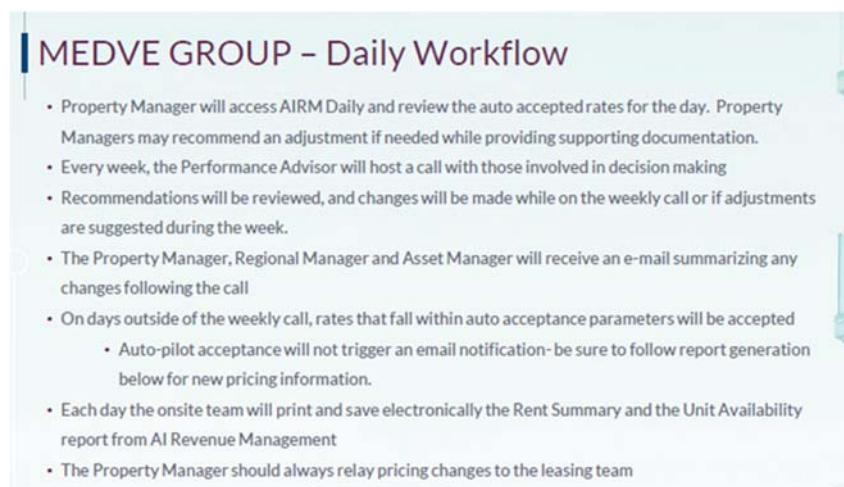 MEDVE GROUP – Daily Workflow
• Property Manager will access AIRM Daily and review the auto accepted rates for the day. Property
Managers may recommend an adjustment if needed while providing supporting documentation.
• Every week, the Performance Advisor will host a call with those involved in decision making
• Recommendations will be reviewed, and changes will be made while on the weekly call or if adjustments
are suggested during the week.
• The Property Manager, Regional Manager and Asset Manager will receive an e-mail summarizing any
changes following the call
• On days outside of the weekly call, rates that fall within auto acceptance parameters will be accepted
• Auto-pilot acceptance will not trigger an email notification- be sure to follow report generation
below for new pricing information.
• Each day the onsite team will print and save electronically the Rent Summary and the Unit Availability
report from AI Revenue Management
• The Property Manager should always relay pricing changes to the leasing team